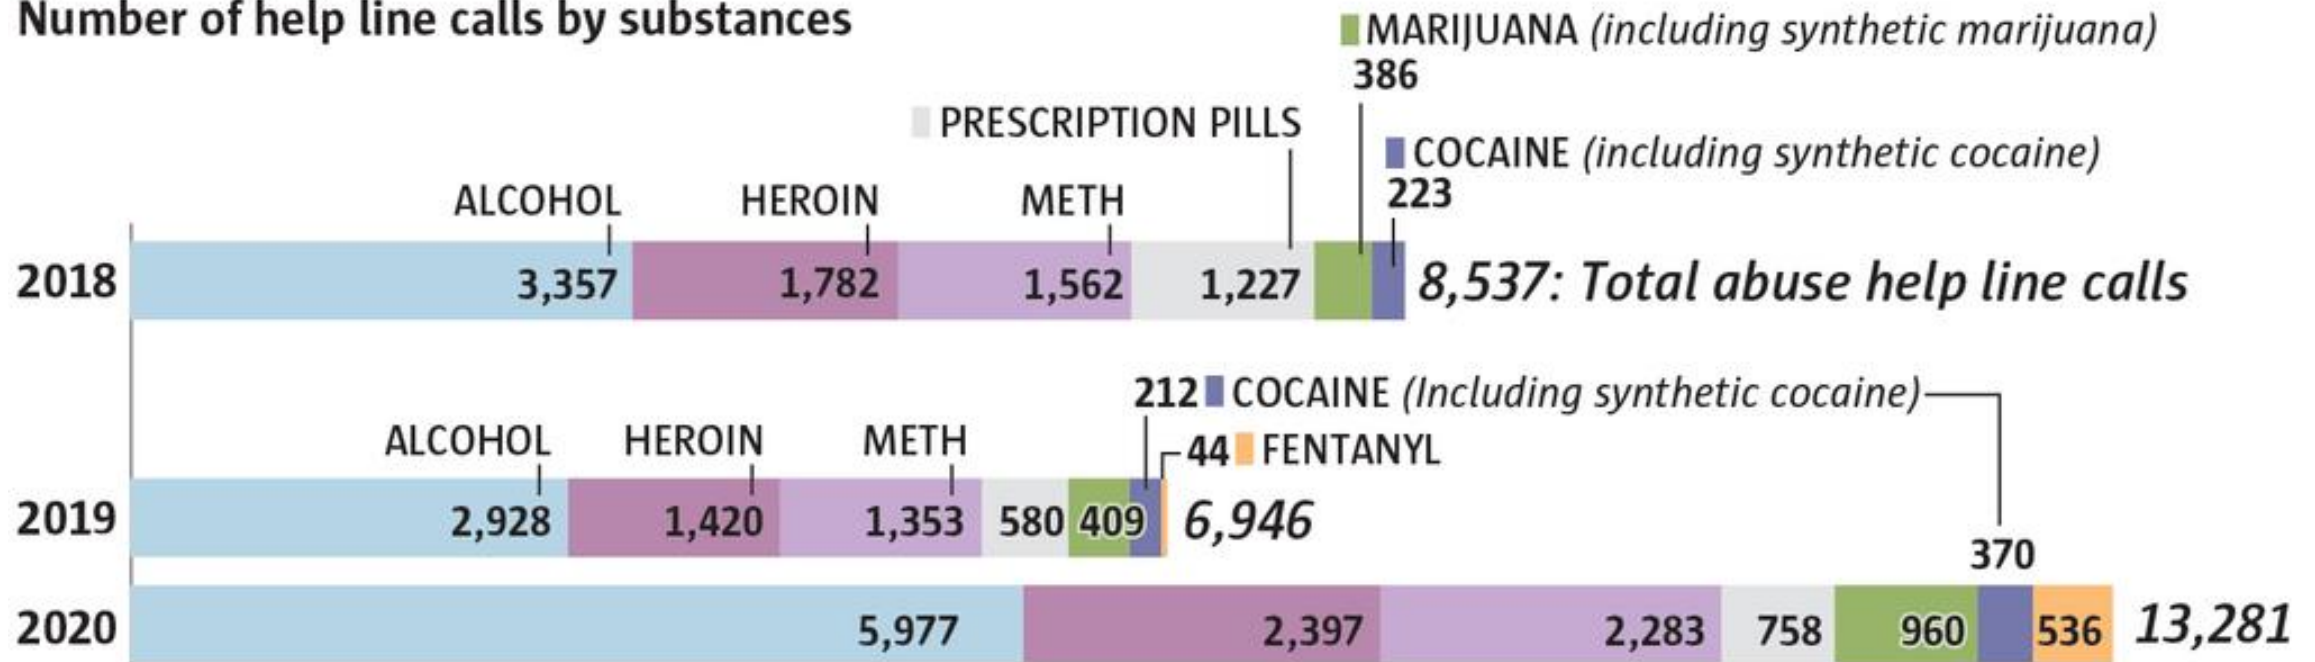 Number of help line calls by substances
MARIJUANA (including synthetic marijuana)
386
PRESCRIPTION PILLS
COCAINE (including synthetic cocaine)
223
ALCOHOL HEROIN METH
2018 3,357 1,782 1,562 1,227 8,537: Total abuse help line calls
212 COCAINE (Including synthetic cocaine)
ALCOHOL HEROIN METH 44 FENTANYL
2019 2,928 1,420 1,353 580 409 6,946
370
2020 5,977 2,397 2,283 758 960 536 13,281